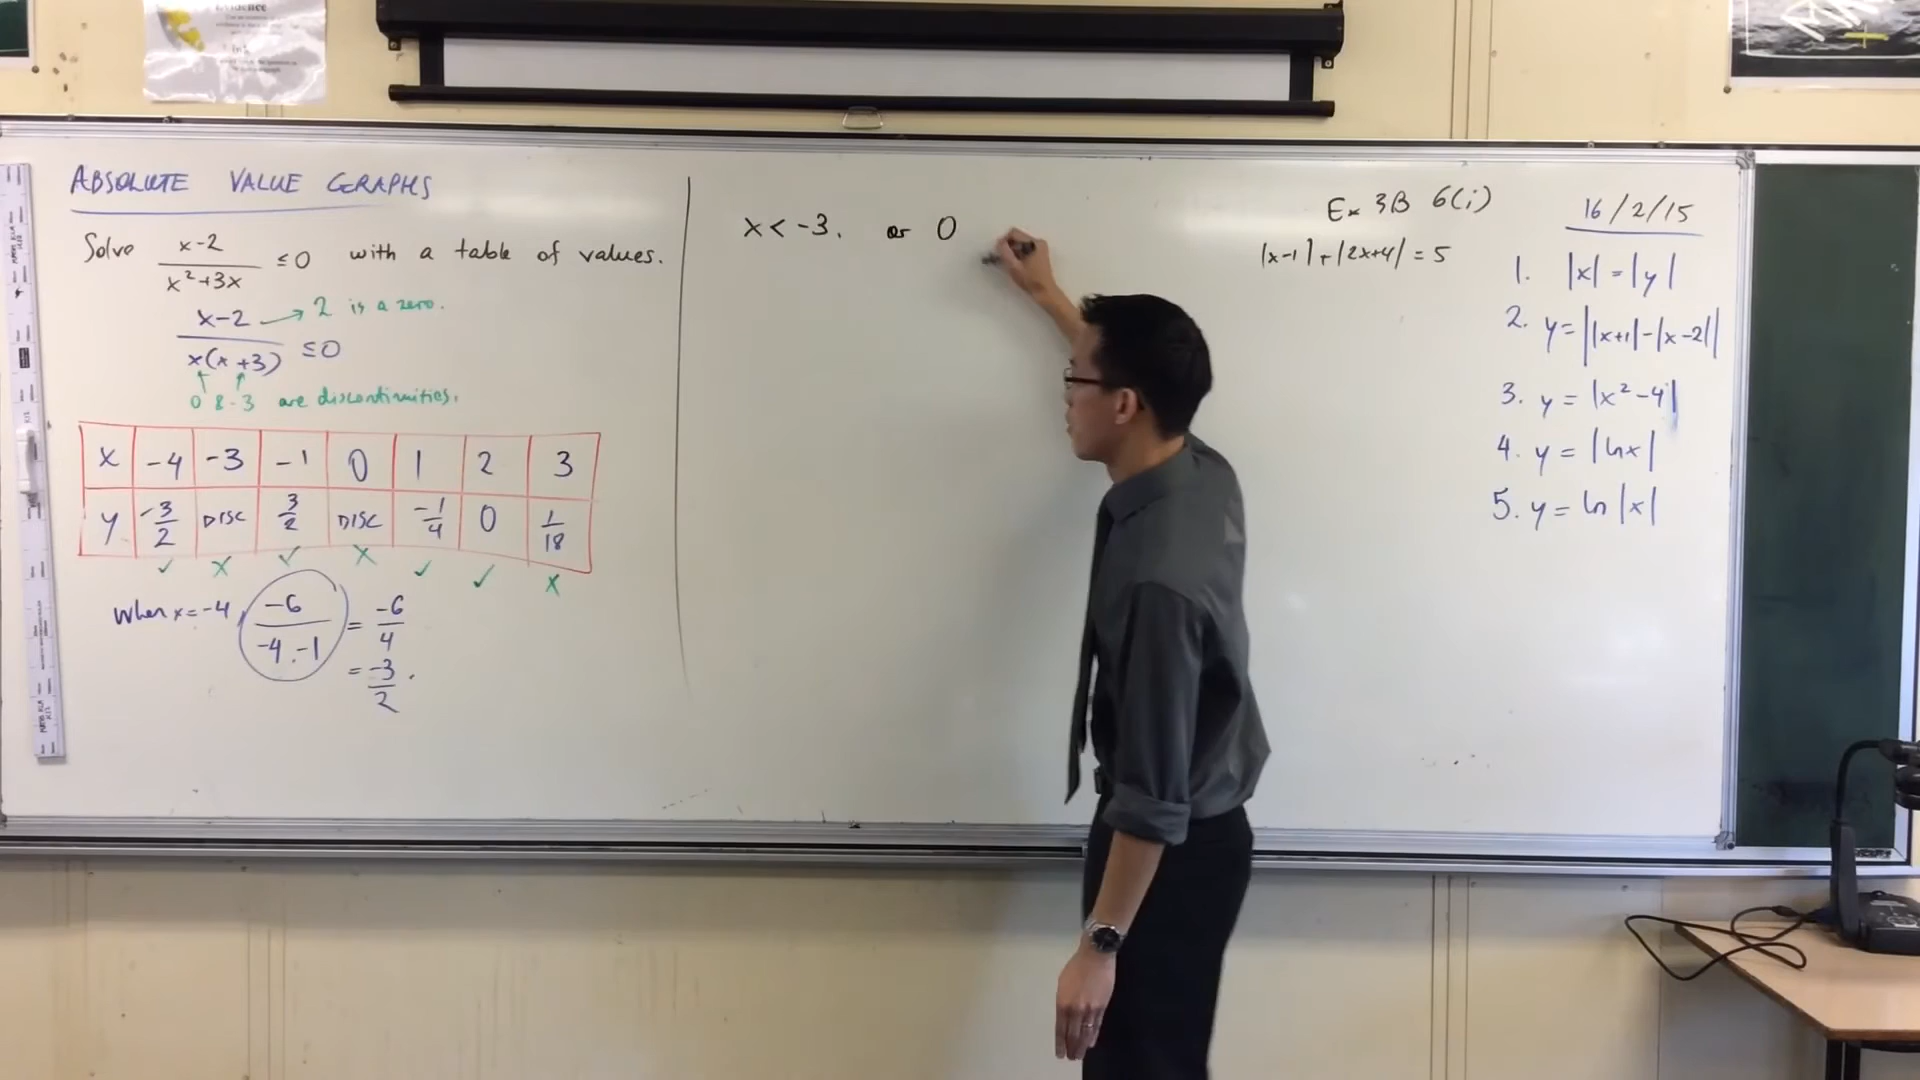 Evidence
ABSOLUTE VALUE GRAPHS
Solve x-2 / x²+3x ≤0 with a table of values.
x-2 / x(x+3) ≤0
→ 2 is a zero.
0 & -3 are discontinuities.
x -4 -3 -1 0 1 2 3
y -3/2 DISC 3/2 DISC -1/4 0 1/18
✓ x ✓ x ✓ ✓ x
When x=-4, -6 / -4.-1 = -6/4
= -3/2.
x < -3. or 0
Ex 3B 6(i)
|x-1|+|2x+4|=5
16/2/15
1. |x|=|y|
2. y=||x+1|-|x-2||
3. y = |x²-4|
4. y = |ln x|
5. y = ln |x|